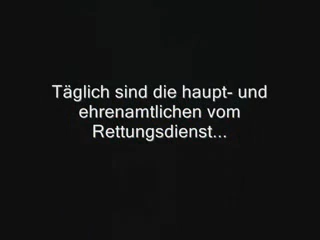 Täglich sind die haupt- und
ehrenamtlichen vom
Rettungsdienst...